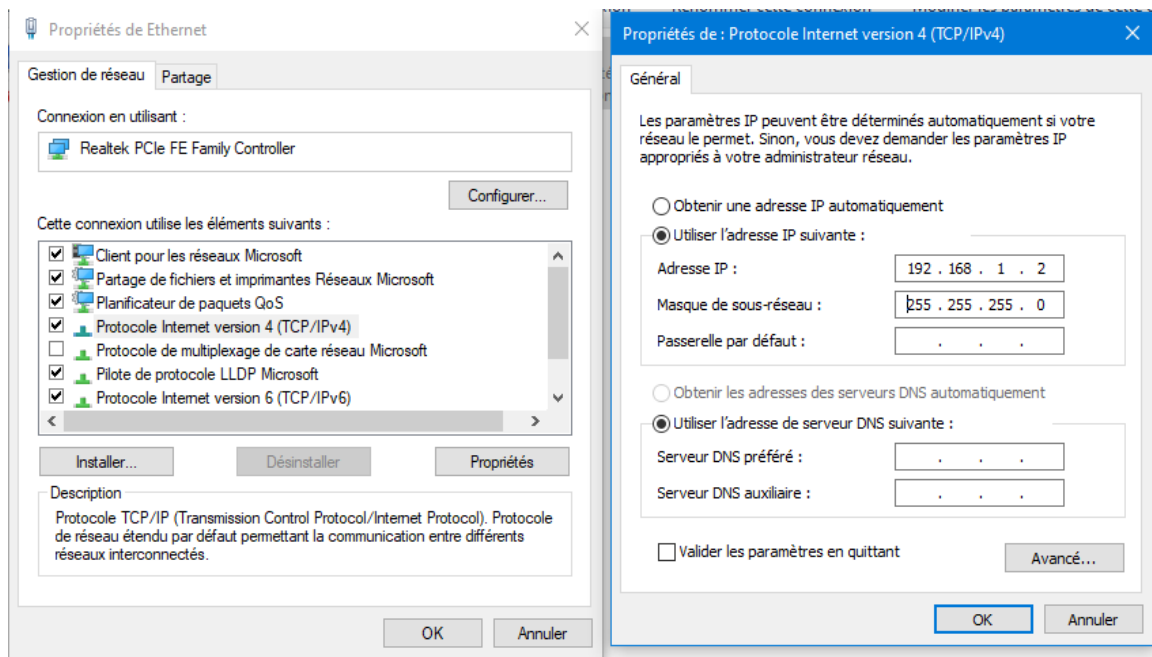 Renommer cette connexion
Modifier les paramètres de cette
Propriétés de Ethernet
Gestion de réseau
Partage
Connexion en utilisant :
Realtek PCIe FE Family Controller
Configurer...
Cette connexion utilise les éléments suivants :
Client pour les réseaux Microsoft
Partage de fichiers et imprimantes Réseaux Microsoft
Planificateur de paquets QoS
Protocole Internet version 4 (TCP/IPv4)
Protocole de multiplexage de carte réseau Microsoft
Pilote de protocole LLDP Microsoft
Protocole Internet version 6 (TCP/IPv6)
Installer...
Désinstaller
Propriétés
Description
Protocole TCP/IP (Transmission Control Protocol/Internet Protocol). Protocole
de réseau étendu par défaut permettant la communication entre différents
réseaux interconnectés.
OK
Annuler
Propriétés de : Protocole Internet version 4 (TCP/IPv4)
Général
Les paramètres IP peuvent être déterminés automatiquement si votre
réseau le permet. Sinon, vous devez demander les paramètres IP
appropriés à votre administrateur réseau.
Obtenir une adresse IP automatiquement
Utiliser l'adresse IP suivante :
Adresse IP :
192 . 168 . 1 . 2
Masque de sous-réseau :
255 . 255 . 255 . 0
Passerelle par défaut :
. . .
Obtenir les adresses des serveurs DNS automatiquement
Utiliser l'adresse de serveur DNS suivante :
Serveur DNS préféré :
. . .
Serveur DNS auxiliaire :
. . .
Valider les paramètres en quittant
Avancé...
OK
Annuler